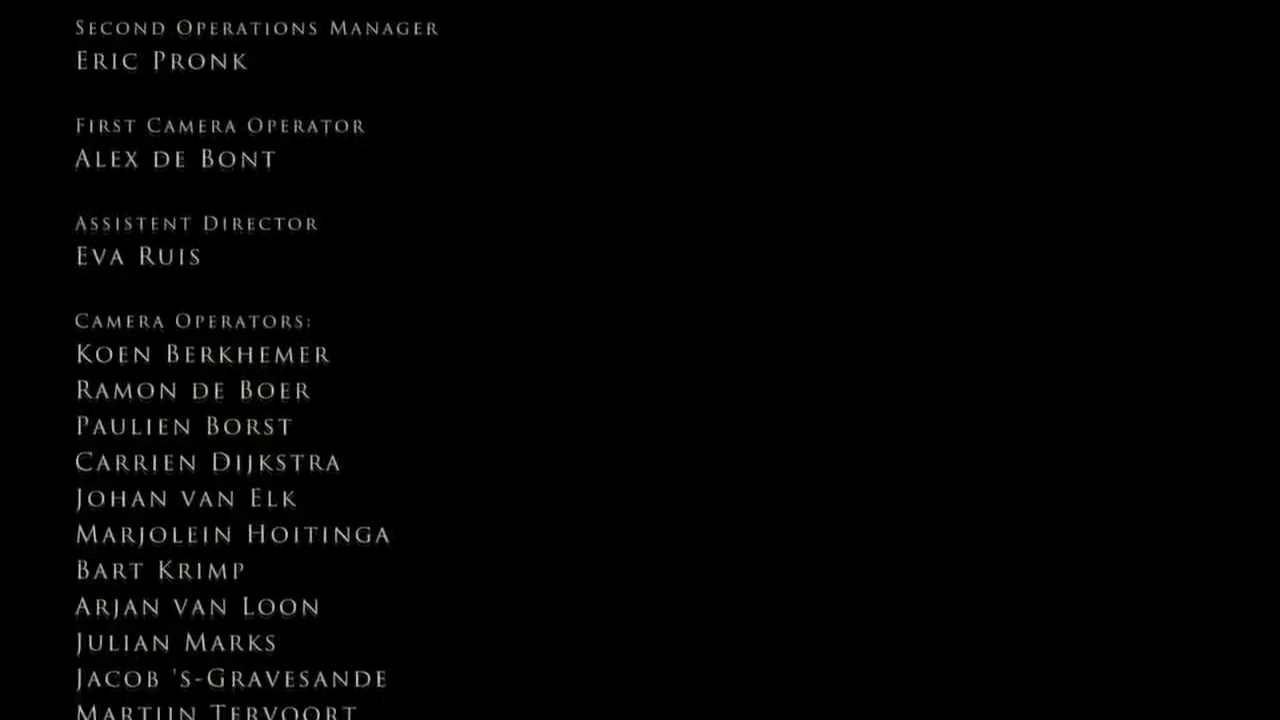 Second Operations Manager
Eric Pronk
First Camera Operator
Alex de Bont
Assistent Director
Eva Ruis
Camera Operators:
Koen Berkhemer
Ramon de Boer
Paulien Borst
Carrien Dijkstra
Johan van Elk
Marjolein Hoitinga
Bart Krimp
Arjan van Loon
Julian Marks
Jacob 's-Gravesande
Martijn Tervoort